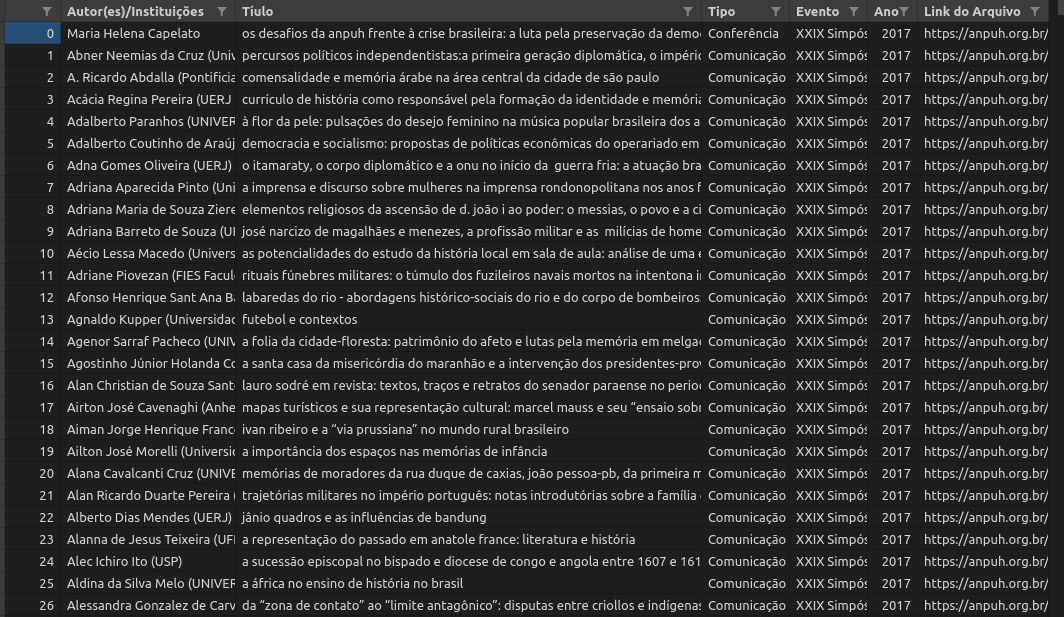 Autor(es)/Instituições Título Tipo Evento Ano Link do Arquivo
0 Maria Helena Capelato os desafios da anpuh frente à crise brasileira: a luta pela preservação da demo Conferência XXIX Simpós 2017 https://anpuh.org.br/
1 Abner Neemias da Cruz (Univ percursos políticos independentistas:a primeira geração diplomática, o impéric Comunicação XXIX Simpós 2017 https://anpuh.org.br/
2 A. Ricardo Abdalla (Pontificia comensalidade e memória árabe na área central da cidade de são paulo Comunicação XXIX Simpós 2017 https://anpuh.org.br/
3 Acácia Regina Pereira (UERJ currículo de história como responsável pela formação da identidade e memória Comunicação XXIX Simpós 2017 https://anpuh.org.br/
4 Adalberto Paranhos (UNIVER à flor da pele: pulsações do desejo feminino na música popular brasileira dos a Comunicação XXIX Simpós 2017 https://anpuh.org.br/
5 Adalberto Coutinho de Araúj democracia e socialismo: propostas de políticas econômicas do operariado em Comunicação XXIX Simpós 2017 https://anpuh.org.br/
6 Adna Gomes Oliveira (UERJ) o itamaraty, o corpo diplomático e a onu no início da guerra fria: a atuação bra Comunicação XXIX Simpós 2017 https://anpuh.org.br/
7 Adriana Aparecida Pinto (Uni a imprensa e discurso sobre mulheres na imprensa rondonopolitana nos anos f Comunicação XXIX Simpós 2017 https://anpuh.org.br/
8 Adriana Maria de Souza Ziere elementos religiosos da ascensão de d. joão i ao poder: o messias, o povo e a ci Comunicação XXIX Simpós 2017 https://anpuh.org.br/
9 Adriana Barreto de Souza (UI josé narcizo de magalhães e menezes, a profissão militar e as milícias de home Comunicação XXIX Simpós 2017 https://anpuh.org.br/
10 Aécio Lessa Macedo (Univers as potencialidades do estudo da história local em sala de aula: análise de uma e Comunicação XXIX Simpós 2017 https://anpuh.org.br/
11 Adriane Piovezan (FIES Facul rituais fúnebres militares: o túmulo dos fuzileiros navais mortos na intentona i Comunicação XXIX Simpós 2017 https://anpuh.org.br/
12 Afonso Henrique Sant Ana Ba labaredas do rio - abordagens histórico-sociais do rio e do corpo de bombeiros Comunicação XXIX Simpós 2017 https://anpuh.org.br/
13 Agnaldo Kupper (Universidac futebol e contextos Comunicação XXIX Simpós 2017 https://anpuh.org.br/
14 Agenor Sarraf Pacheco (UNIV a folia da cidade-floresta: patrimônio do afeto e lutas pela memória em melgaç Comunicação XXIX Simpós 2017 https://anpuh.org.br/
15 Agostinho Júnior Holanda Co a santa casa da misericórdia do maranhão e a intervenção dos presidentes-prov Comunicação XXIX Simpós 2017 https://anpuh.org.br/
16 Alan Christian de Souza Sant lauro sodré em revista: textos, traços e retratos do senador paraense no perioc Comunicação XXIX Simpós 2017 https://anpuh.org.br/
17 Airton José Cavenaghi (Anhe mapas turísticos e sua representação cultural: marcel mauss e seu “ensaio sobr Comunicação XXIX Simpós 2017 https://anpuh.org.br/
18 Aiman Jorge Henrique Franc ivan ribeiro e a “via prussiana” no mundo rural brasileiro Comunicação XXIX Simpós 2017 https://anpuh.org.br/
19 Ailton José Morelli (Universic a importância dos espaços nas memórias de infância Comunicação XXIX Simpós 2017 https://anpuh.org.br/
20 Alana Cavalcanti Cruz (UNIVE memórias de moradores da rua duque de caxias, joão pessoa-pb, da primeira m Comunicação XXIX Simpós 2017 https://anpuh.org.br/
21 Alan Ricardo Duarte Pereira ( trajetórias militares no império português: notas introdutórias sobre a família Comunicação XXIX Simpós 2017 https://anpuh.org.br/
22 Alberto Dias Mendes (UERJ) jânio quadros e as influências de bandung Comunicação XXIX Simpós 2017 https://anpuh.org.br/
23 Alanna de Jesus Teixeira (UFI a representação do passado em anatole france: literatura e história Comunicação XXIX Simpós 2017 https://anpuh.org.br/
24 Alec Ichiro Ito (USP) a sucessão episcopal no bispado e diocese de congo e angola entre 1607 e 161 Comunicação XXIX Simpós 2017 https://anpuh.org.br/
25 Aldina da Silva Melo (UNIVER a áfrica no ensino de história no brasil Comunicação XXIX Simpós 2017 https://anpuh.org.br/
26 Alessandra Gonzalez de Carv da “zona de contato” ao “limite antagônico”: disputas entre criollos e indígenas Comunicação XXIX Simpós 2017 https://anpuh.org.br/